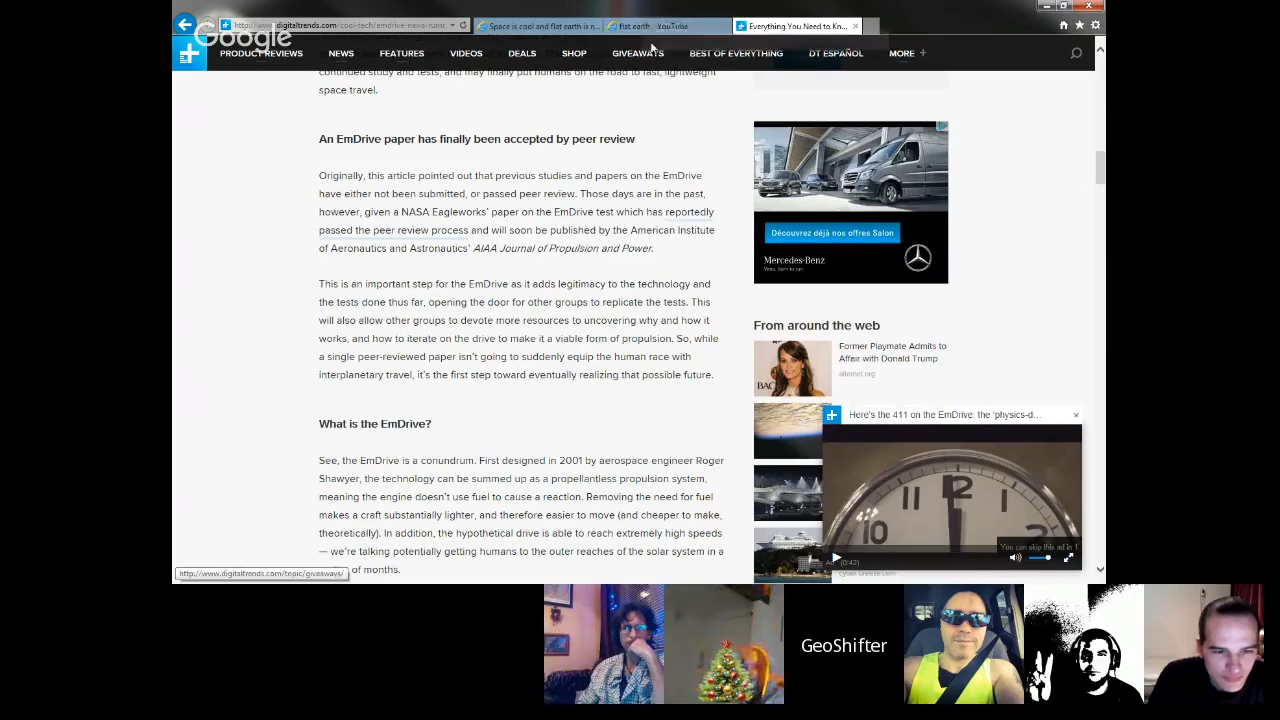 http://www.digitaltrends.com/cool-tech/emdrive-news-rumo
Space is cool and flat earth is n...
flat earth - YouTube
Everything You Need to Kn...
Google
PRODUCT REVIEWS
NEWS
FEATURES
VIDEOS
DEALS
SHOP
GIVEAWAYS
BEST OF EVERYTHING
DT ESPAÑOL
MORE +
continued study and tests, and may finally put humans on the road to fast, lightweight
space travel.
An EmDrive paper has finally been accepted by peer review
Originally, this article pointed out that previous studies and papers on the EmDrive
have either not been submitted, or passed peer review. Those days are in the past,
however, given a NASA Eagleworks' paper on the EmDrive test which has reportedly
passed the peer review process and will soon be published by the American Institute
of Aeronautics and Astronautics' AIAA Journal of Propulsion and Power.
This is an important step for the EmDrive as it adds legitimacy to the technology and
the tests done thus far, opening the door for other groups to replicate the tests. This
will also allow other groups to devote more resources to uncovering why and how it
works, and how to iterate on the drive to make it a viable form of propulsion. So, while
a single peer-reviewed paper isn't going to suddenly equip the human race with
interplanetary travel, it's the first step toward eventually realizing that possible future.
What is the EmDrive?
See, the EmDrive is a conundrum. First designed in 2001 by aerospace engineer Roger
Shawyer, the technology can be summed up as a propellantless propulsion system,
meaning the engine doesn't use fuel to cause a reaction. Removing the need for fuel
makes a craft substantially lighter, and therefore easier to move (and cheaper to make,
theoretically). In addition, the hypothetical drive is able to reach extremely high speeds
— we're talking potentially getting humans to the outer reaches of the solar system in a
of months.
http://www.digitaltrends.com/topic/giveaways/
Découvrez déjà nos offres Salon
Mercedes-Benz
Vans. Born to run.
From around the web
Former Playmate Admits to
Affair with Donald Trump
alternet.org
Here's the 411 on the EmDrive: the 'physics-d...
11 12
10
You can skip this ad in 1
Ad (0:42)
cyber-breeze.com
GeoShifter